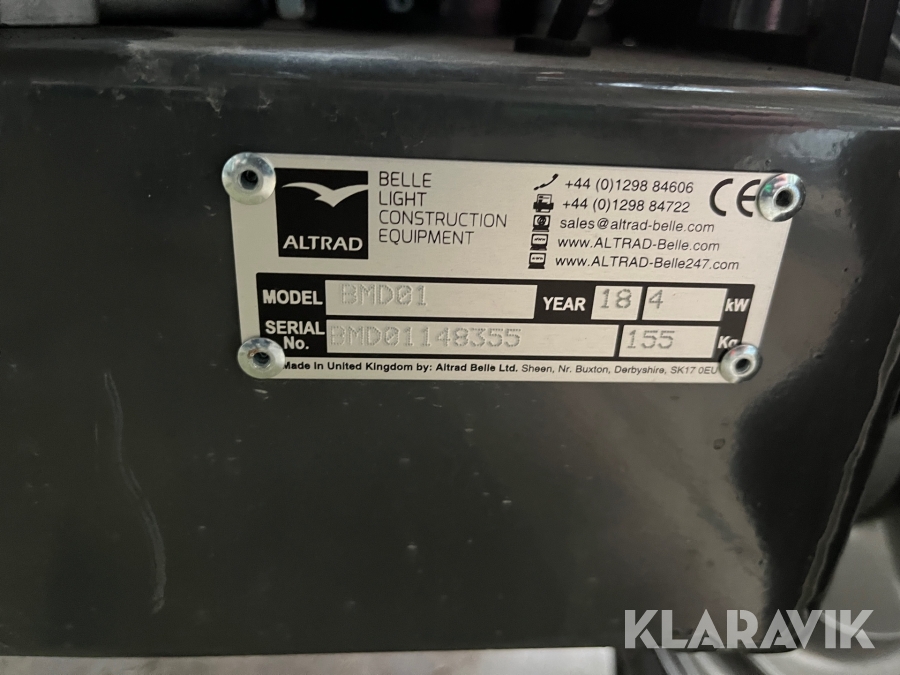 ALTRAD
BELLE
LIGHT
CONSTRUCTION
EQUIPMENT
+44 (0)1298 84606
+44 (0)1298 84722
sales@altrad-belle.com
www.ALTRAD-Belle.com
www.ALTRAD-Belle247.com
CE
MODEL BMD01 YEAR 18 4 kW
SERIAL No. BMD01148355 155 Kg
Made in United Kingdom by: Altrad Belle Ltd. Sheen, Nr. Buxton, Derbyshire, SK17 0EU
KLARAVIK